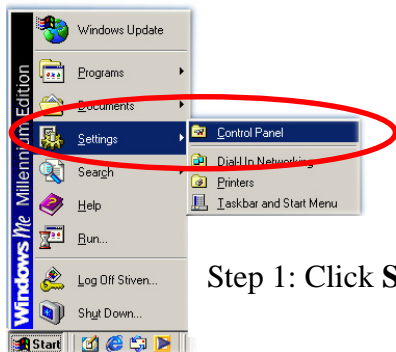 Windows Me Millennium Edition
Windows Update
Programs
Documents
Settings
Control Panel
Dial-Up Networking
Search
Printers
Taskbar and Start Menu
Help
Run...
Log Off Stiven...
Step 1: Click S
Shut Down...
Start